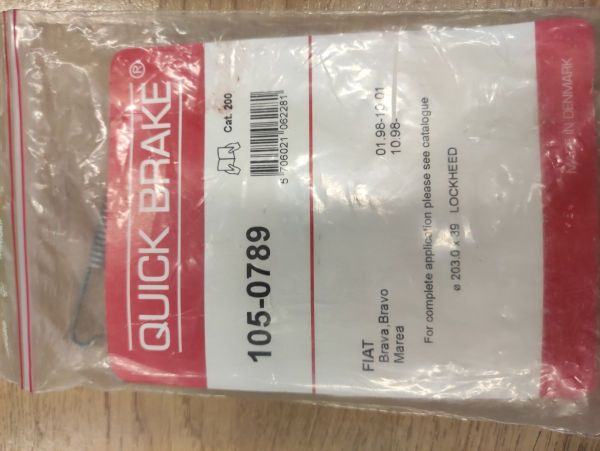 QUICK BRAKE®
105-0789
Cat. 200
5 706021 062281
FIAT
Brava,Bravo 01.98-10.01
Marea 10.98-
For complete application please see catalogue
ø 203.0 x 39 LOCKHEED
MADE IN DENMARK